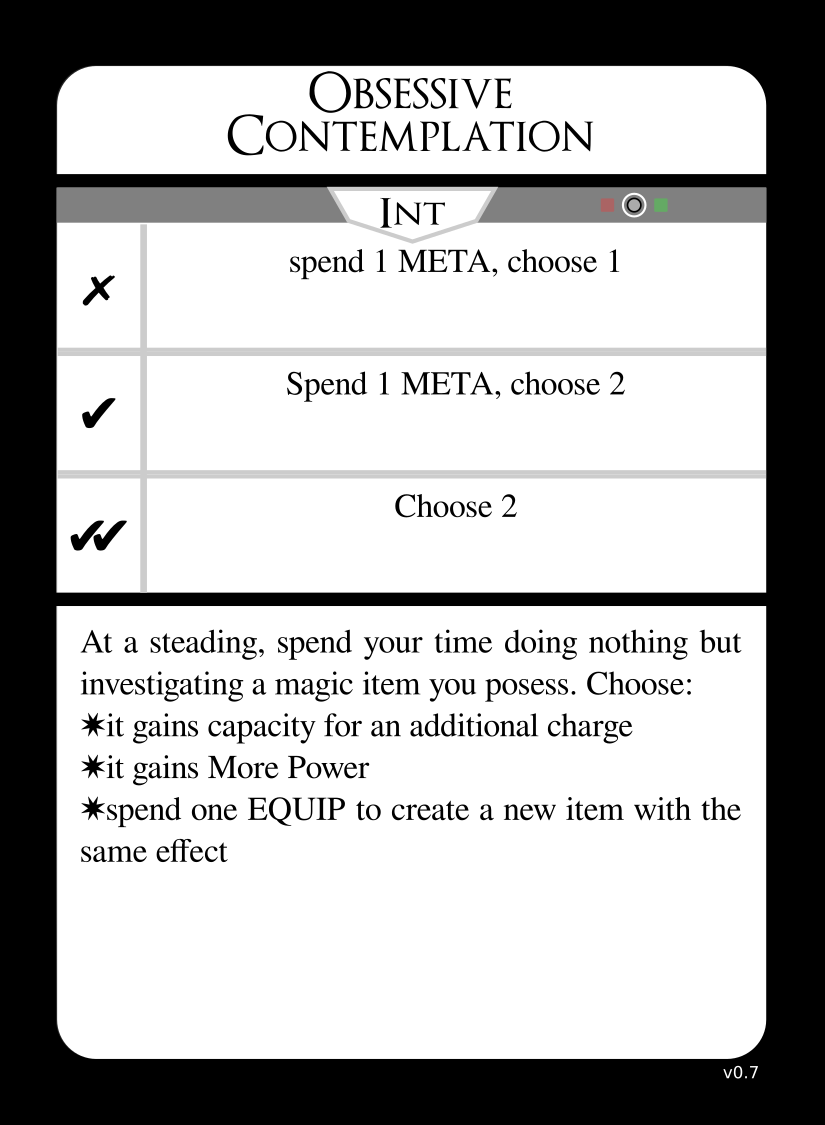 OBSESSIVE
CONTEMPLATION
INT
✗ spend 1 META, choose 1
✔ Spend 1 META, choose 2
✔✔ Choose 2
At a steading, spend your time doing nothing but
investigating a magic item you posess. Choose:
✷it gains capacity for an additional charge
✷it gains More Power
✷spend one EQUIP to create a new item with the
same effect
v0.7